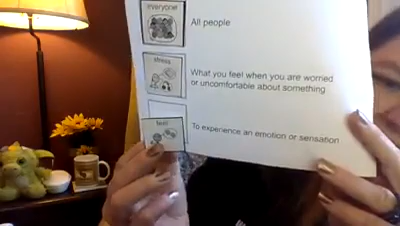 everyone
All people
stress
What you feel when you are worried
or uncomfortable about something
feel
To experience an emotion or sensation